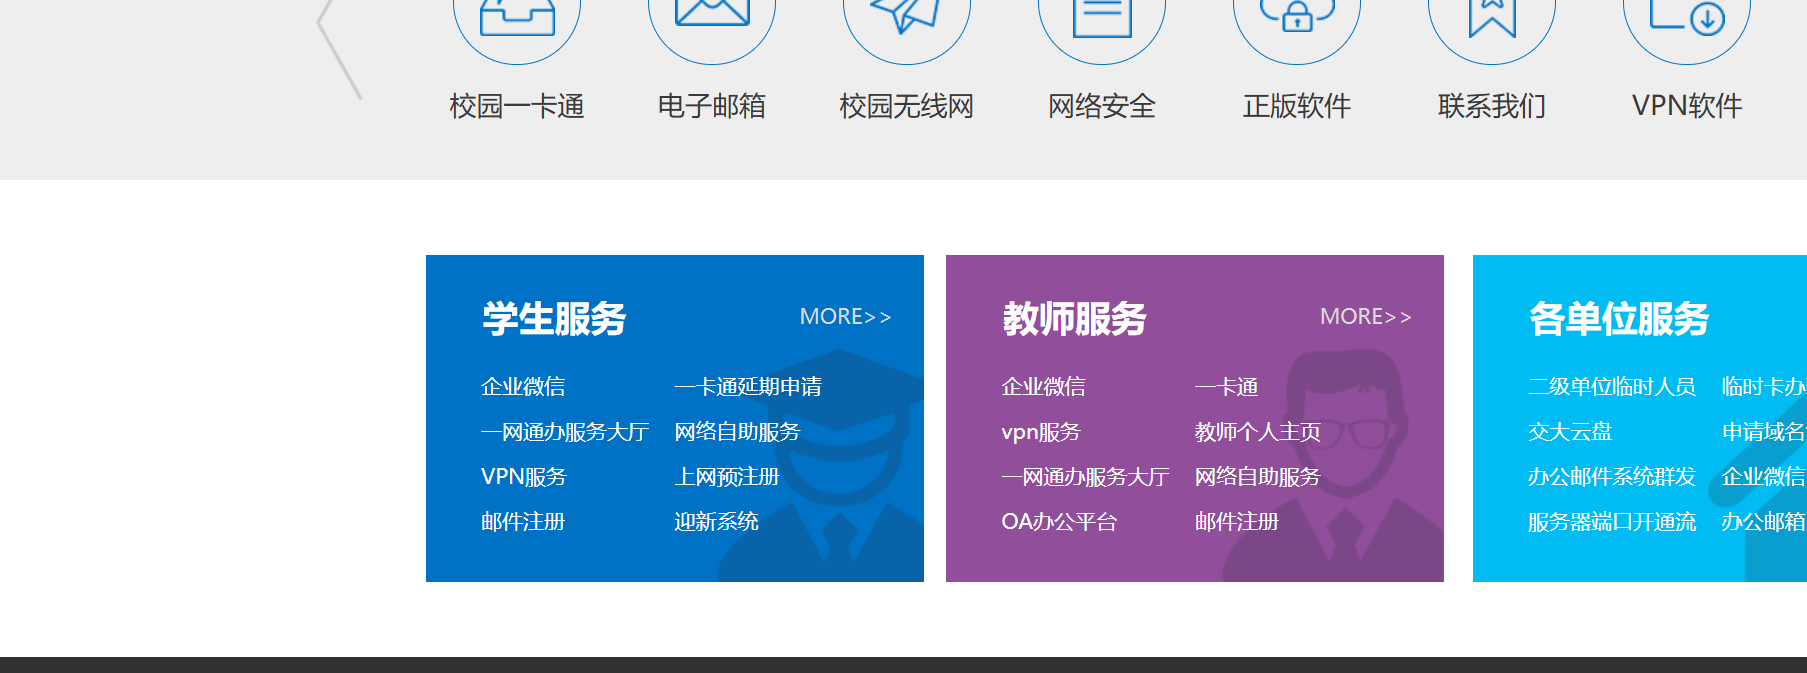 校园一卡通 电子邮箱 校园无线网 网络安全 正版软件 联系我们 VPN软件
学生服务 MORE>>
企业微信 一卡通延期申请
一网通办服务大厅 网络自助服务
VPN服务 上网预注册
邮件注册 迎新系统
教师服务 MORE>>
企业微信 一卡通
vpn服务 教师个人主页
一网通办服务大厅 网络自助服务
OA办公平台 邮件注册
各单位服务
二级单位临时人员 临时卡办
交大云盘 申请域名
办公邮件系统群发 企业微信
服务器端口开通流 办公邮箱